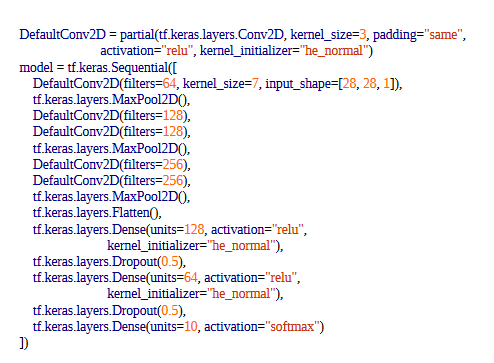 DefaultConv2D = partial(tf.keras.layers.Conv2D, kernel_size=3, padding="same",
activation="relu", kernel_initializer="he_normal")
model = tf.keras.Sequential([
DefaultConv2D(filters=64, kernel_size=7, input_shape=[28, 28, 1]),
tf.keras.layers.MaxPool2D(),
DefaultConv2D(filters=128),
DefaultConv2D(filters=128),
tf.keras.layers.MaxPool2D(),
DefaultConv2D(filters=256),
DefaultConv2D(filters=256),
tf.keras.layers.MaxPool2D(),
tf.keras.layers.Flatten(),
tf.keras.layers.Dense(units=128, activation="relu",
kernel_initializer="he_normal"),
tf.keras.layers.Dropout(0.5),
tf.keras.layers.Dense(units=64, activation="relu",
kernel_initializer="he_normal"),
tf.keras.layers.Dropout(0.5),
tf.keras.layers.Dense(units=10, activation="softmax")
])